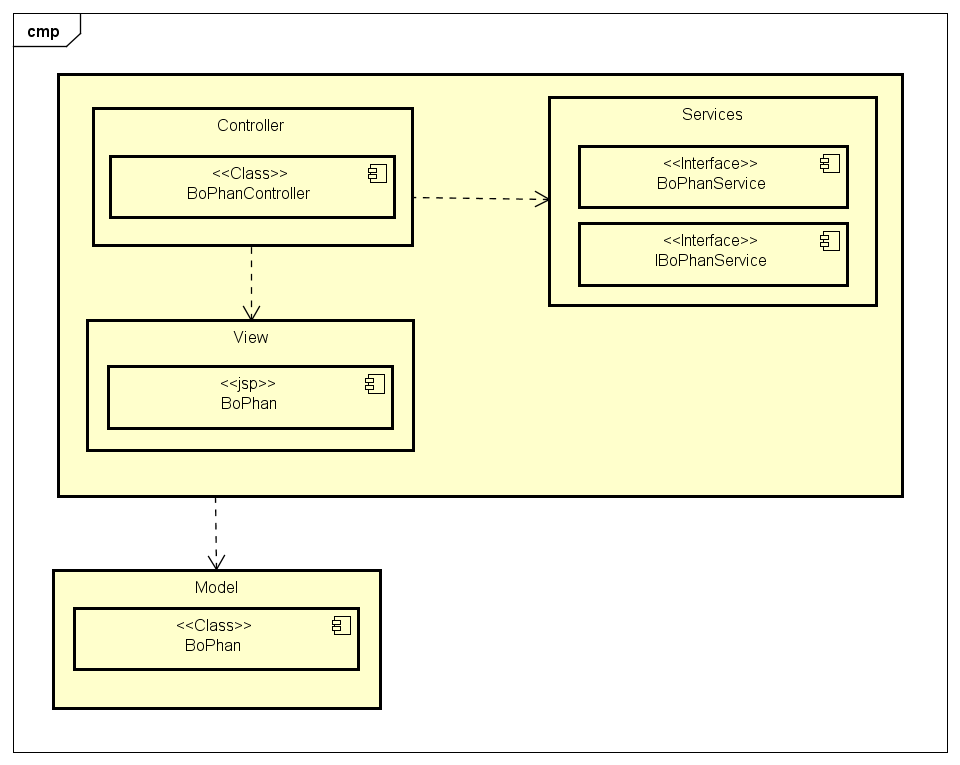 cmp
Controller
<<Class>>
BoPhanController
Services
<<Interface>>
BoPhanService
<<Interface>>
IBoPhanService
View
<<jsp>>
BoPhan
Model
<<Class>>
BoPhan